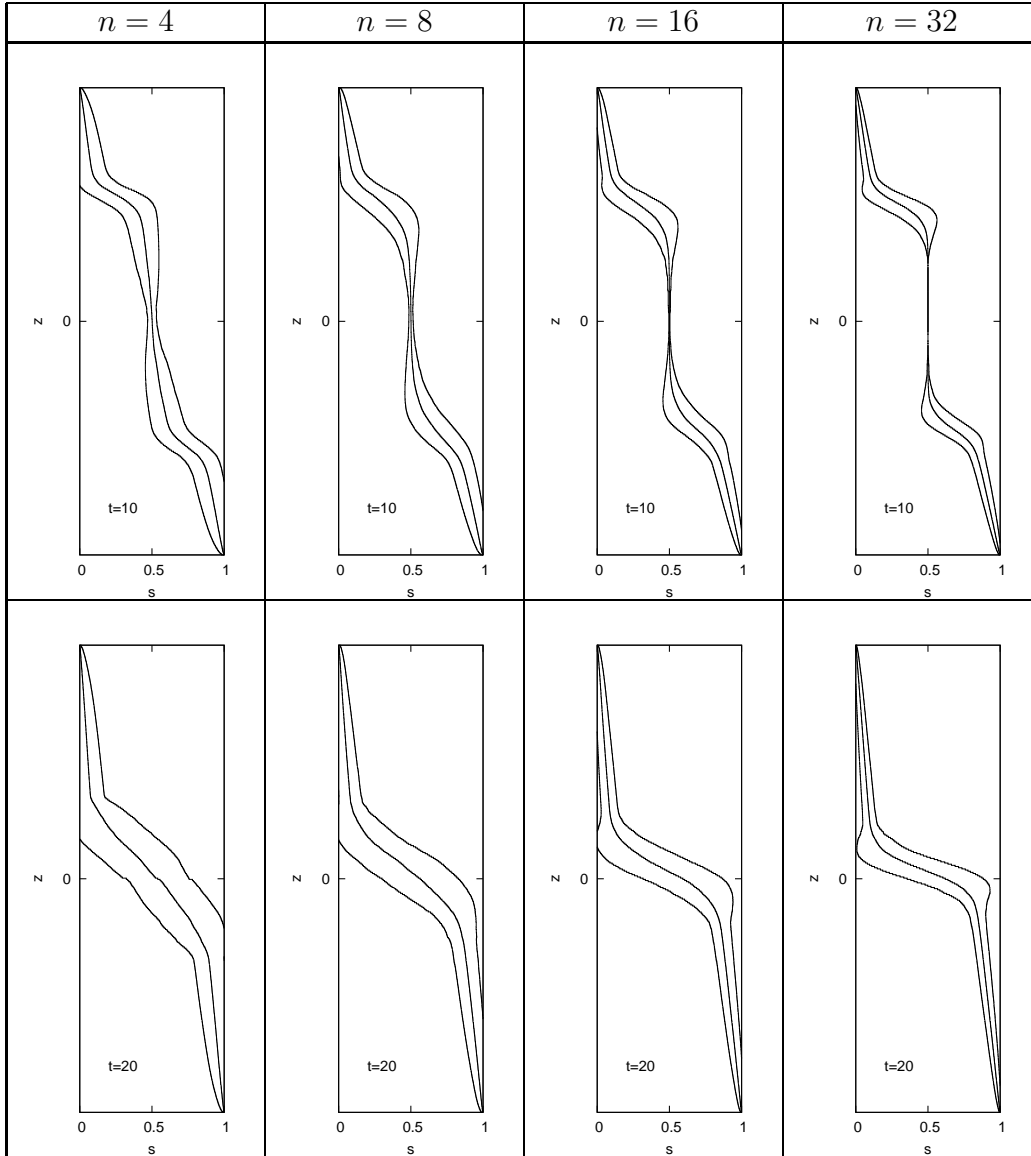 n = 4 n = 8 n = 16 n = 32
z 0 z 0 z 0 z 0
t=10 t=10 t=10 t=10
0 0.5 1 0 0.5 1 0 0.5 1 0 0.5 1
s s s s
z 0 z 0 z 0 z 0
t=20 t=20 t=20 t=20
0 0.5 1 0 0.5 1 0 0.5 1 0 0.5 1
s s s s